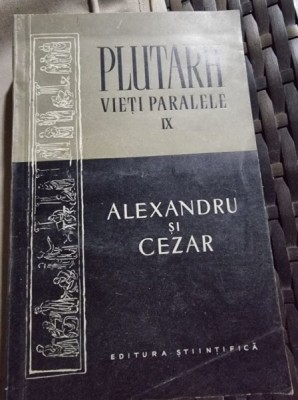 PLUTARH
VIEȚI PARALELE
IX
ALEXANDRU
ȘI
CEZAR
EDITURA ȘTIINȚIFICĂ